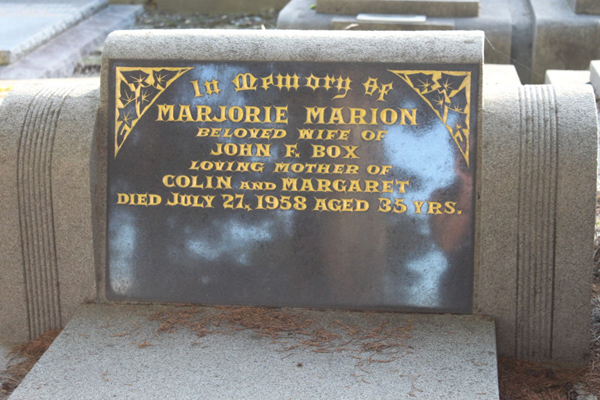 In Memory Of
MARJORIE MARION
BELOVED WIFE OF
JOHN F. BOX
LOVING MOTHER OF
COLIN AND MARGARET
DIED JULY 27, 1958 AGED 35 YRS.